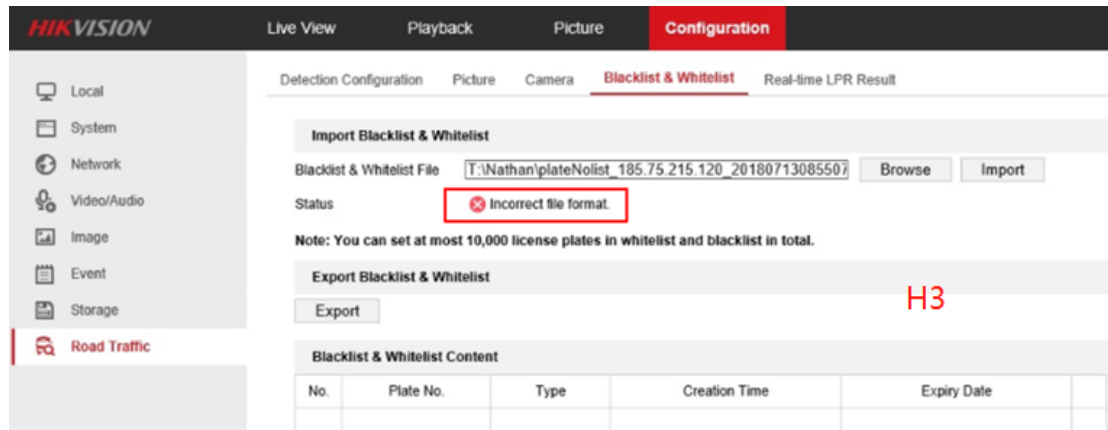 HIKVISION Live View Playback Picture Configuration
Detection Configuration Picture Camera Blacklist & Whitelist Real-time LPR Result
Local
System
Network
Video/Audio
Image
Event
Storage
Road Traffic
Import Blacklist & Whitelist
Blacklist & Whitelist File T:\Nathan\plateNolist_185.75.215.120_20180713085507 Browse Import
Status Incorrect file format.
Note: You can set at most 10,000 license plates in whitelist and blacklist in total.
Export Blacklist & Whitelist
H3
Export
Blacklist & Whitelist Content
No. Plate No. Type Creation Time Expiry Date